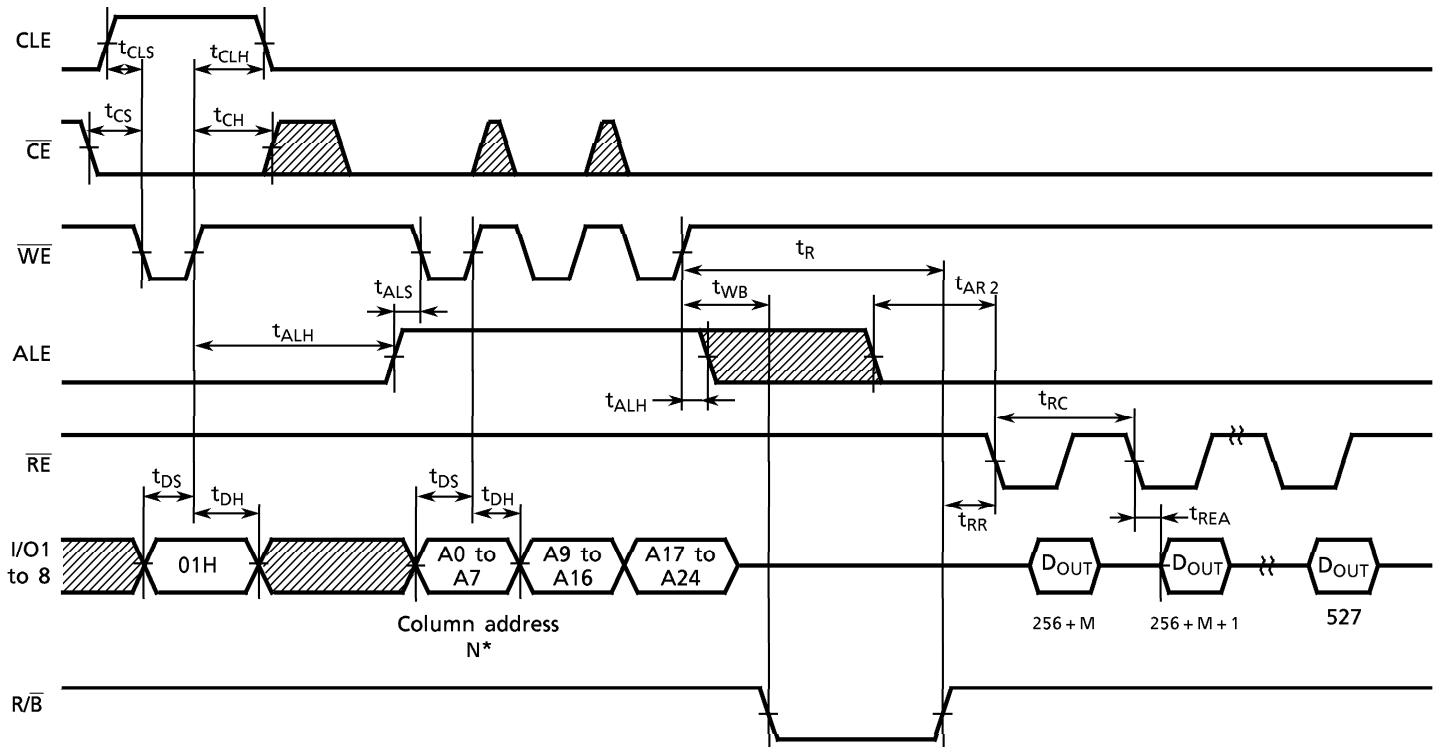 CLE
tCLS
tCLH
tCS
tCH
CE
WE
tR
tALS
tWB
tAR2
tALH
ALE
tALH
tRC
RE
tDS
tDH
tDS
tDH
tRR
tREA
I/O1
to 8
01H
A0 to
A7
A9 to
A16
A17 to
A24
DOUT
DOUT
DOUT
Column address
N*
256 + M
256 + M + 1
527
R/B